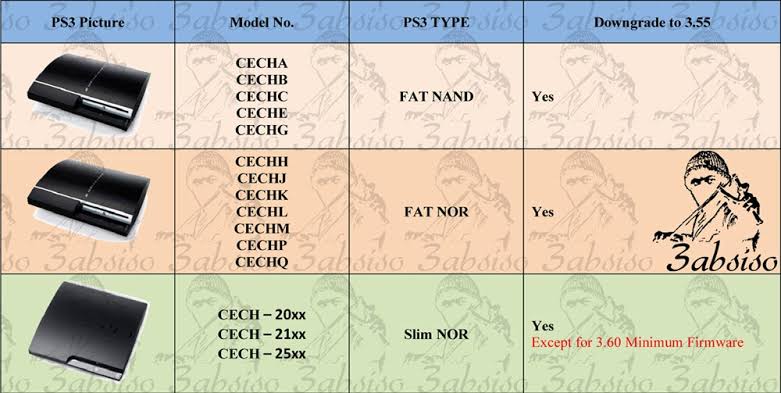 PS3 Picture Model No. PS3 TYPE Downgrade to 3.55
CECHA
CECHB
CECHC
CECHE
CECHG
FAT NAND
Yes
CECHH
CECHJ
CECHK
CECHL
CECHM
CECHP
CECHQ
FAT NOR
Yes
3absiso
CECH – 20xx
CECH – 21xx
CECH – 25xx
Slim NOR
Yes
Except for 3.60 Minimum Firmware